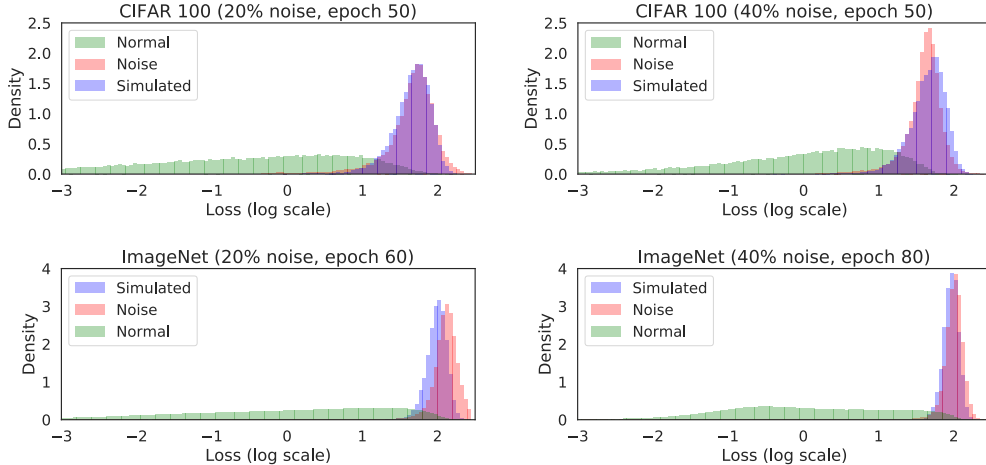 CIFAR 100 (20% noise, epoch 50)
2.5
2.0
1.5
1.0
0.5
0.0
Density
Normal
Noise
Simulated
−3
−2
−1
0
1
2
Loss (log scale)
CIFAR 100 (40% noise, epoch 50)
2.5
2.0
1.5
1.0
0.5
0.0
Density
Normal
Noise
Simulated
−3
−2
−1
0
1
2
Loss (log scale)
ImageNet (20% noise, epoch 60)
4
3
2
1
0
Density
Simulated
Noise
Normal
−3
−2
−1
0
1
2
Loss (log scale)
ImageNet (40% noise, epoch 80)
4
3
2
1
0
Density
Simulated
Noise
Normal
−3
−2
−1
0
1
2
Loss (log scale)